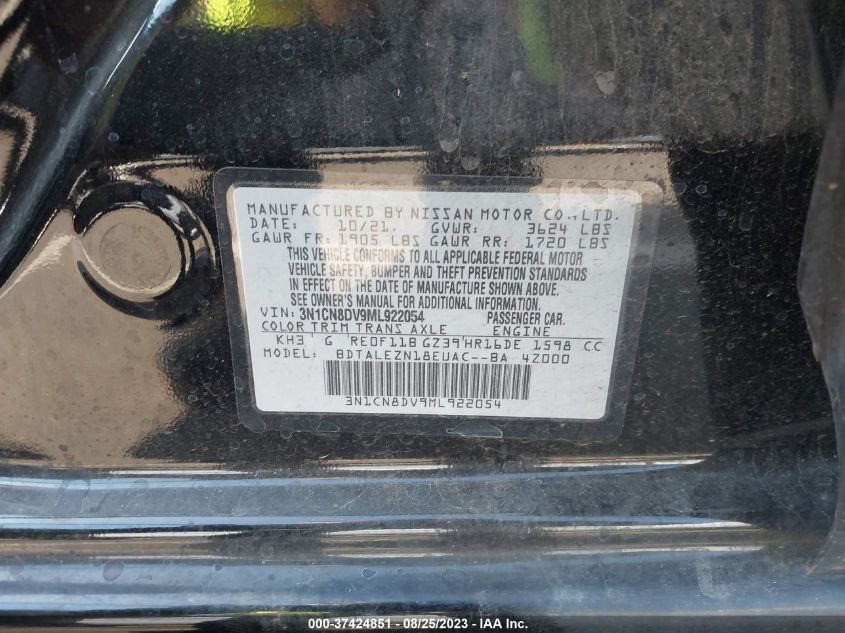 MANUFACTURED BY NISSAN MOTOR CO.,LTD.
DATE: 10/21. GVWR: 3624 LBS
GAWR FR: 1905 LBS GAWR RR: 1720 LBS
THIS VEHICLE CONFORMS TO ALL APPLICABLE FEDERAL MOTOR
VEHICLE SAFETY, BUMPER AND THEFT PREVENTION STANDARDS
IN EFFECT ON THE DATE OF MANUFACTURE SHOWN ABOVE.
SEE OWNER'S MANUAL FOR ADDITIONAL INFORMATION.
VIN: 3N1CN8DV9ML922054 PASSENGER CAR.
COLOR TRIM TRANS AXLE ENGINE
KH3 G RE0F11B GZ39 HR16DE 1598 CC
MODEL: BDTALEZN18EUAC--BA 4Z000
3N1CN8DV9ML922054
000-37424851 - 08/25/2023 - IAAI.COM